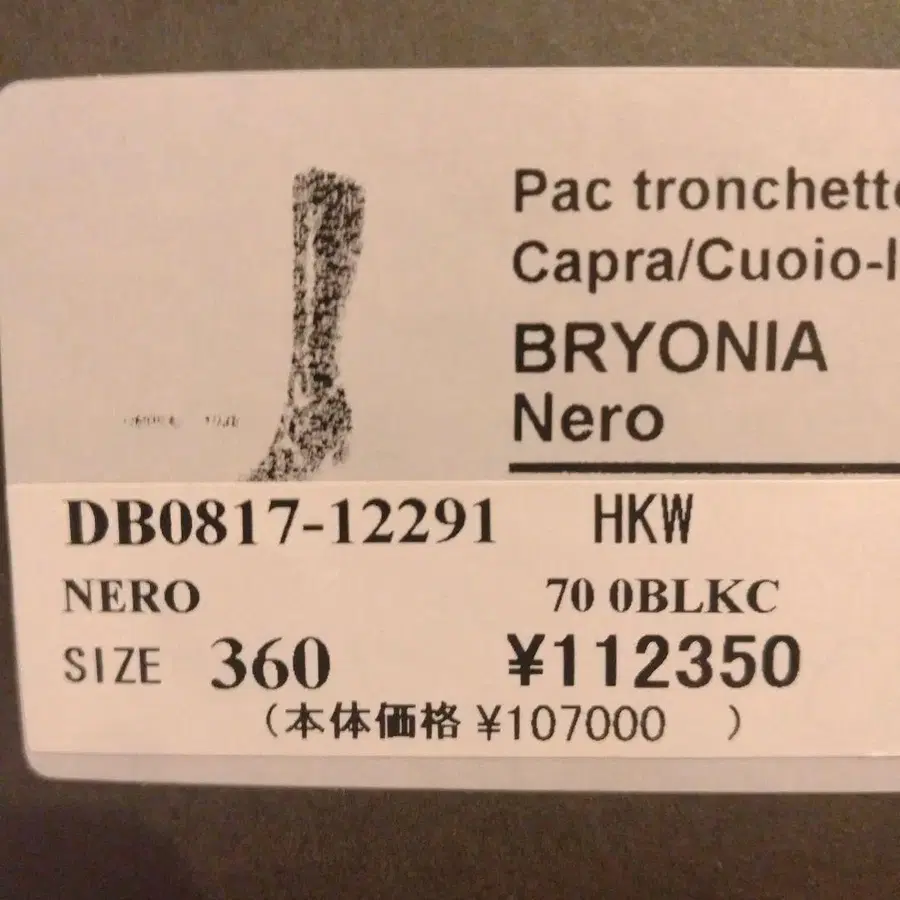 Pac tronchett
Capra/Cuoio-
BRYONIA
Nero
DB0817-12291 HKW
NERO 70 0BLKC
SIZE 360 ¥112350
(本体価格 ¥107000 )